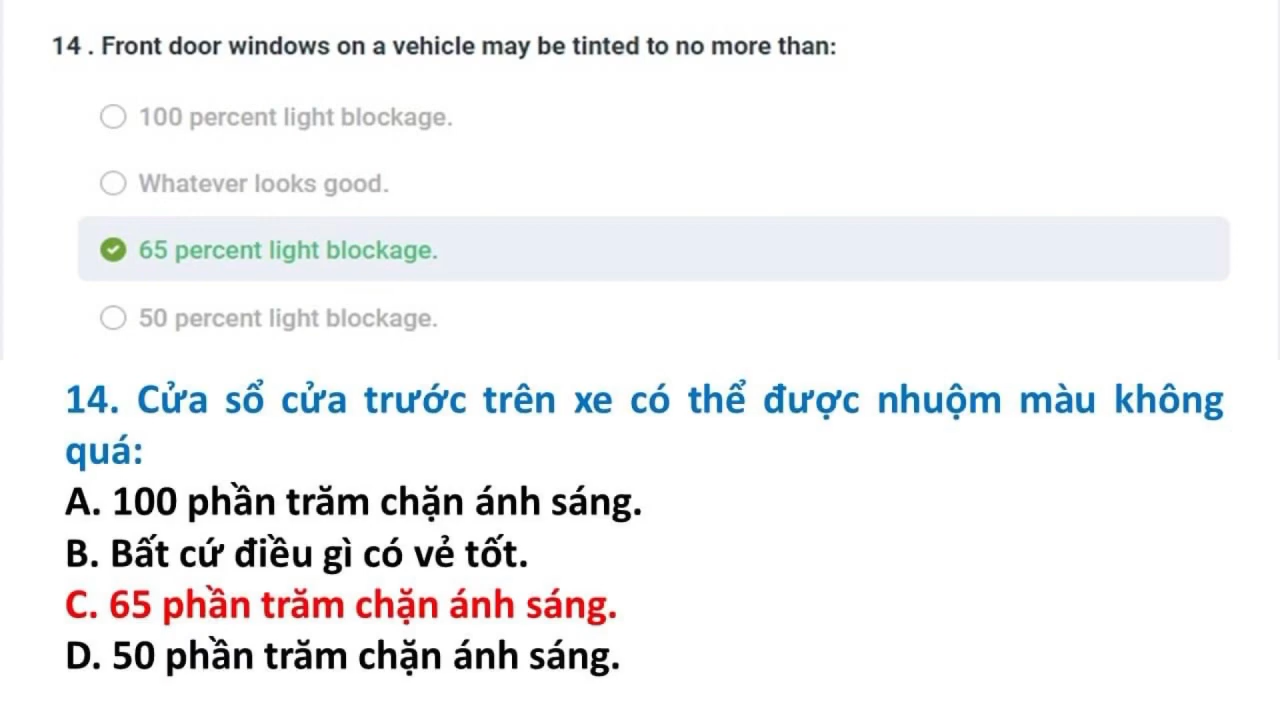 14 . Front door windows on a vehicle may be tinted to no more than:
100 percent light blockage.
Whatever looks good.
65 percent light blockage.
50 percent light blockage.
14. Cửa sổ cửa trước trên xe có thể được nhuộm màu không
quá:
A. 100 phần trăm chặn ánh sáng.
B. Bất cứ điều gì có vẻ tốt.
C. 65 phần trăm chặn ánh sáng.
D. 50 phần trăm chặn ánh sáng.